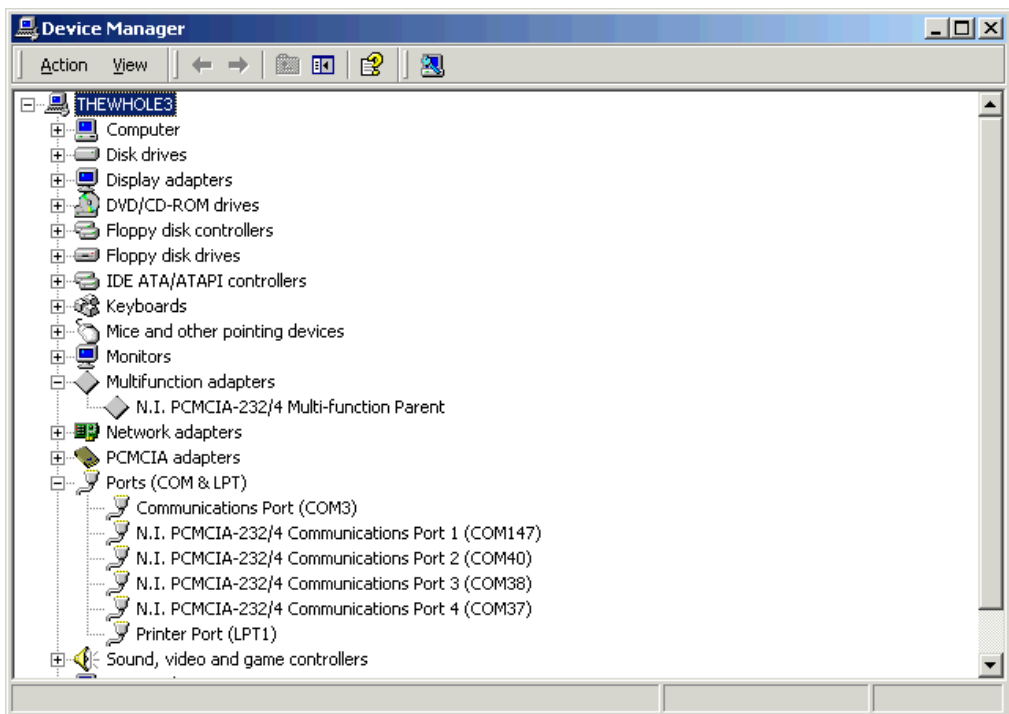 Device Manager
Action View
THEWHOLE3
Computer
Disk drives
Display adapters
DVD/CD-ROM drives
Floppy disk controllers
Floppy disk drives
IDE ATA/ATAPI controllers
Keyboards
Mice and other pointing devices
Monitors
Multifunction adapters
N.I. PCMCIA-232/4 Multi-function Parent
Network adapters
PCMCIA adapters
Ports (COM & LPT)
Communications Port (COM3)
N.I. PCMCIA-232/4 Communications Port 1 (COM147)
N.I. PCMCIA-232/4 Communications Port 2 (COM40)
N.I. PCMCIA-232/4 Communications Port 3 (COM38)
N.I. PCMCIA-232/4 Communications Port 4 (COM37)
Printer Port (LPT1)
Sound, video and game controllers